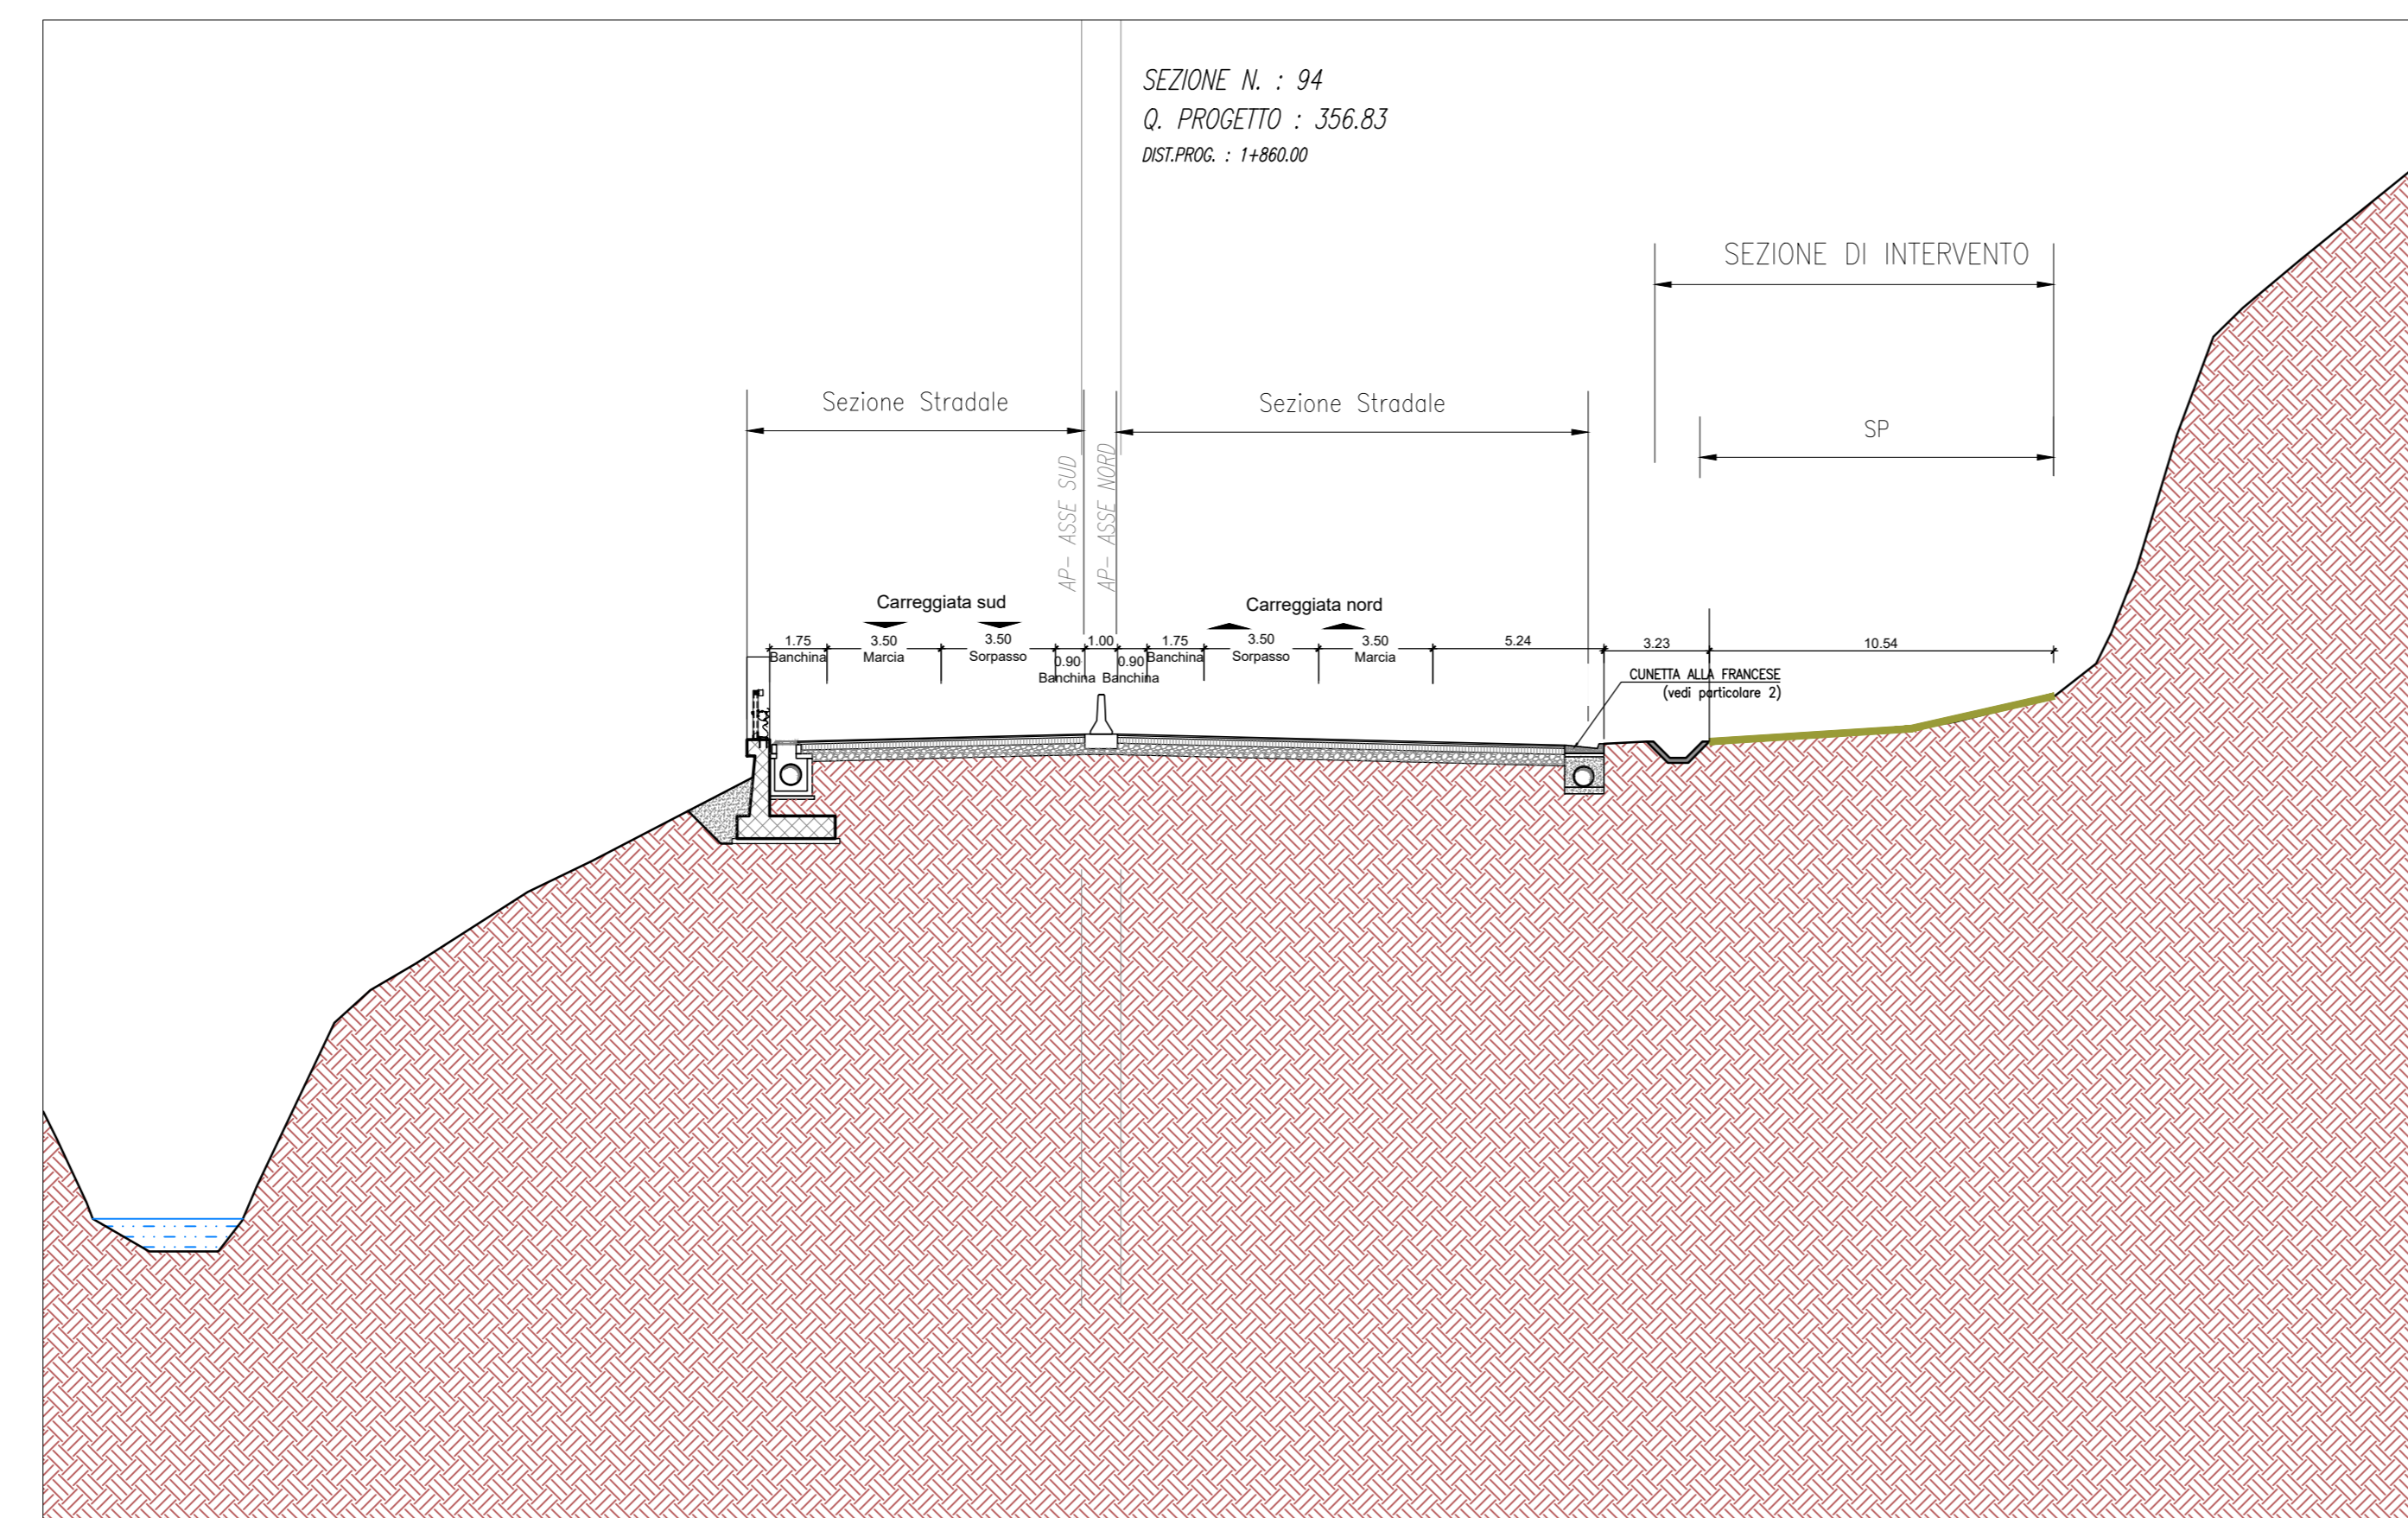 SEZIONE N. : 94
Q. PROGETTO : 356.83
DIST.PROG. : 1+860.00
SEZIONE DI INTERVENTO
Sezione Stradale
Sezione Stradale
SP
AP- ASSE SUD
AP- ASSE NORD
Carreggiata sud
Carreggiata nord
1.75 3.50 3.50 1.00 1.75 3.50 3.50 5.24 3.23 10.54
Banchina Marcia Sorpasso 0.90 0.90 Banchina Sorpasso Marcia
Banchina Banchina
CUNETTA ALLA FRANCESE
(vedi particolare 2)